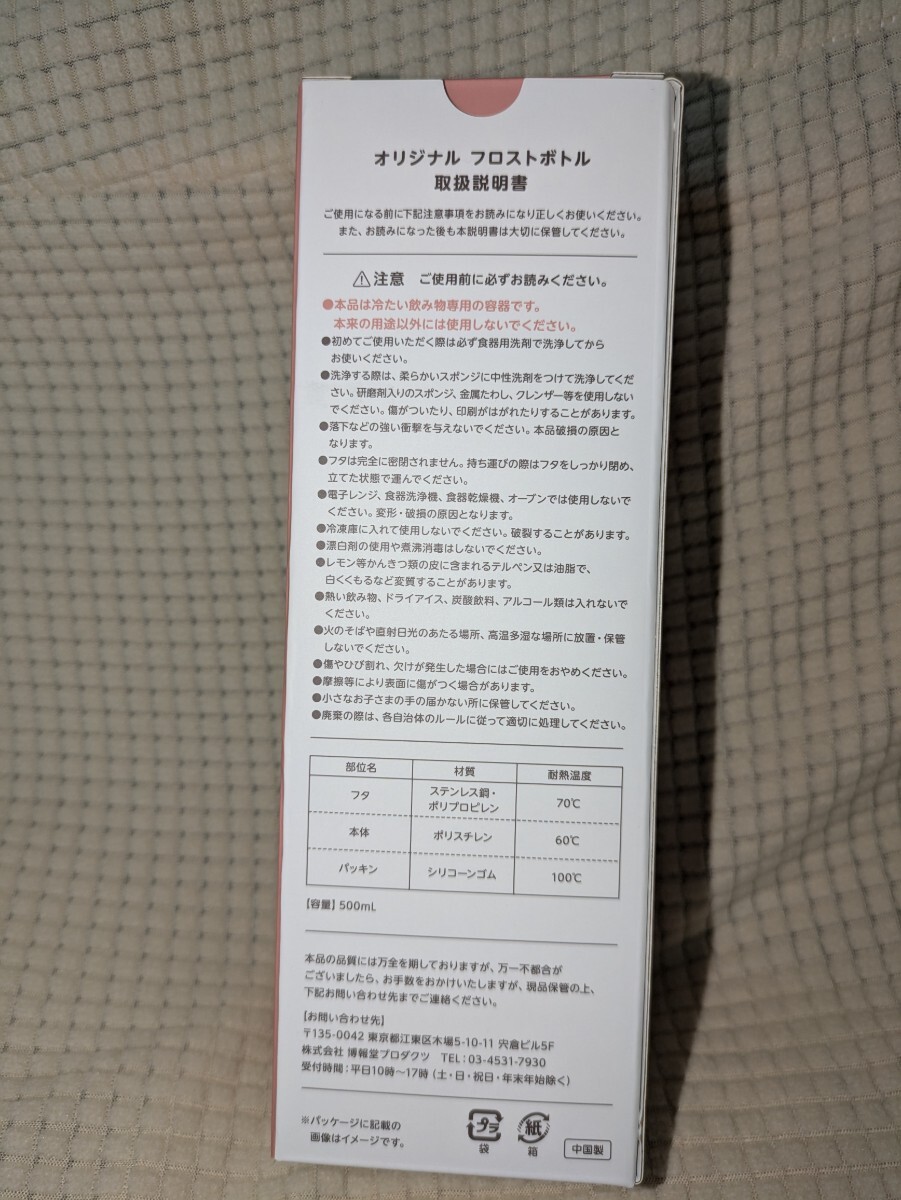 オリジナル フロストボトル
取扱説明書
ご使用になる前に下記注意事項をお読みになり正しくお使いください。
また、お読みになった後も本説明書は大切に保管してください。
⚠注意 ご使用前に必ずお読みください。
●本品は冷たい飲み物専用の容器です。
本来の用途以外には使用しないでください。
●初めてご使用いただく際は必ず食器用洗剤で洗浄してから
お使いください。
●洗浄する際は、柔らかいスポンジに中性洗剤をつけて洗浄してくだ
さい。研磨剤入りのスポンジ、金属たわし、クレンザー等を使用しない
でください。傷がついたり、印刷がはがれたりすることがあります。
●落下などの強い衝撃を与えないでください。本品破損の原因と
なります。
●フタは完全に密閉されません。持ち運びの際はフタをしっかり閉め、
立てた状態で運んでください。
●電子レンジ、食器洗浄機、食器乾燥機、オーブンでは使用しないで
ください。変形・破損の原因となります。
●冷凍庫に入れて使用しないでください。破裂することがあります。
●漂白剤の使用や煮沸消毒はしないでください。
●レモン等かんきつ類の皮に含まれるテルペン又は油脂で、
白くくもるなど変質することがあります。
●熱い飲み物、ドライアイス、炭酸飲料、アルコール類は入れないで
ください。
●火のそばや直射日光のあたる場所、高温多湿な場所に放置・保管
しないでください。
●傷やひび割れ、欠けが発生した場合にはご使用をおやめください。
●摩擦等により表面に傷がつく場合があります。
●小さなお子さまの手の届かない所に保管してください。
●廃棄の際は、各自治体のルールに従って適切に処理してください。
部位名 材質 耐熱温度
フタ ステンレス鋼・ポリプロピレン 70℃
本体 ポリスチレン 60℃
パッキン シリコーンゴム 100℃
【容量】500mL
本品の品質には万全を期しておりますが、万一不都合が
ございましたら、お手数をおかけいたしますが、現品保管の上、
下記お問い合わせ先までご連絡ください。
【お問い合わせ先】
〒135-0042 東京都江東区木場5-10-11 宍倉ビル5F
株式会社 博報堂プロダクツ TEL：03-4531-7930
受付時間：平日10時～17時（土・日・祝日・年末年始除く）
※パッケージに記載の
画像はイメージです。
プラ 紙
袋 箱
中国製